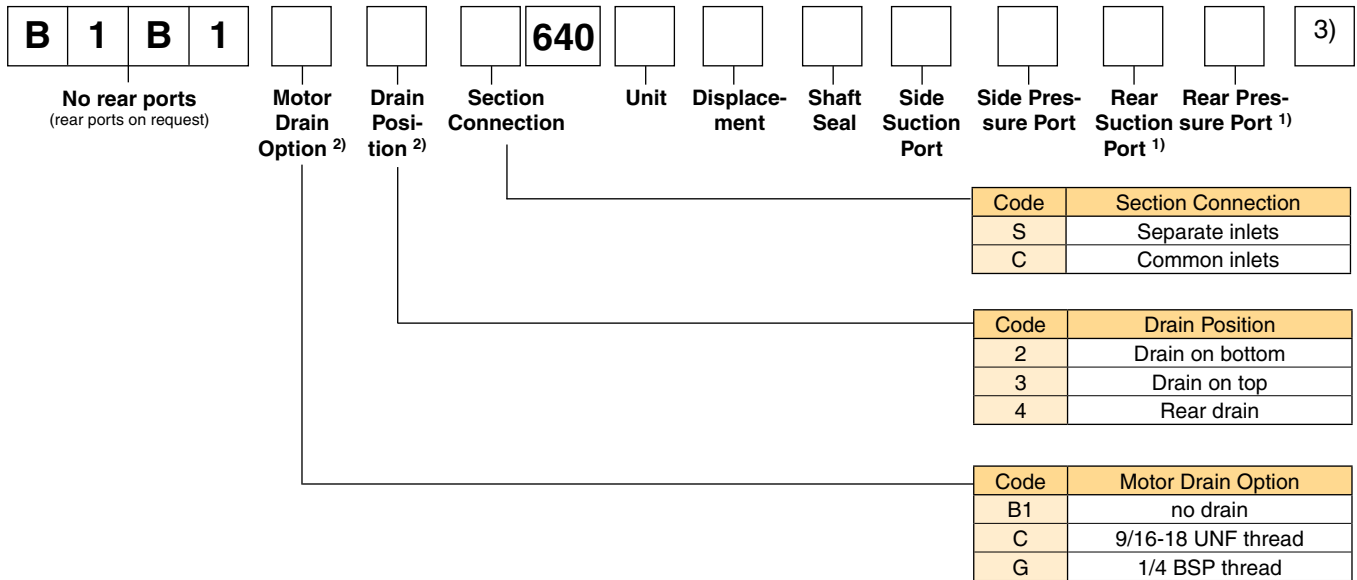 B 1 B 1 640 3)
No rear ports
(rear ports on request)
Motor
Drain
Option 2)
Drain
Posi-
tion 2)
Section
Connection
Unit
Displace-
ment
Shaft
Seal
Side
Suction
Port
Side Pres-
sure Port
Rear
Suction
Port 1)
Rear Pres-
sure Port 1)
Code Section Connection
S Separate inlets
C Common inlets
Code Drain Position
2 Drain on bottom
3 Drain on top
4 Rear drain
Code Motor Drain Option
B1 no drain
C 9/16-18 UNF thread
G 1/4 BSP thread